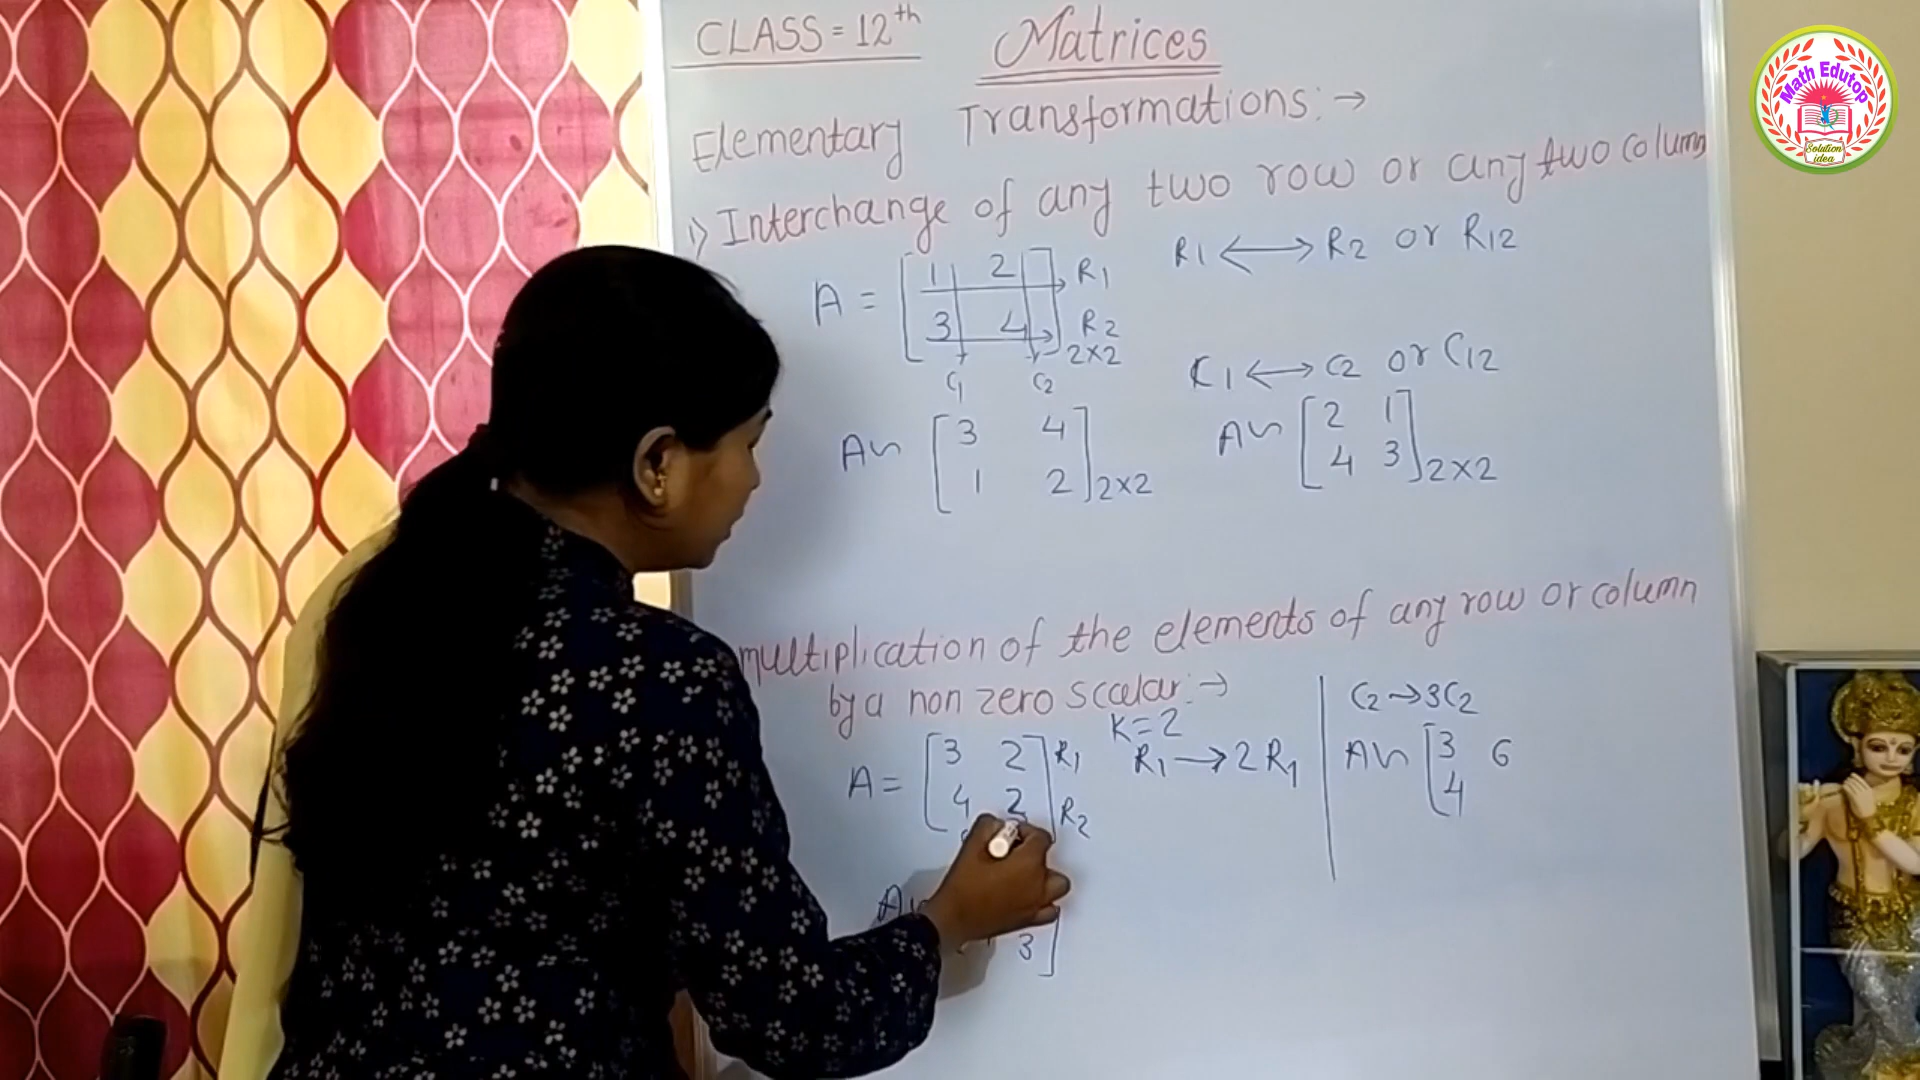 CLASS = 12th
Matrices
Elementary Transformations:→
1) Interchange of any two row or any two column
A = [1 2 R1
3 4] R2
2×2
C1 C2
R1 ⟷ R2 or R12
C1 ⟷ C2 or C12
A~ [3 4
1 2] 2×2
A~ [2 1
4 3] 2×2
multiplication of the elements of any row or column
by a non zero scalar:→
K=2
A = [3 2] R1
4 2 R2
R1 → 2R1
C2 → 3C2
A~ [3 6
4
A~
3]
Math Edutop
Solution
idea